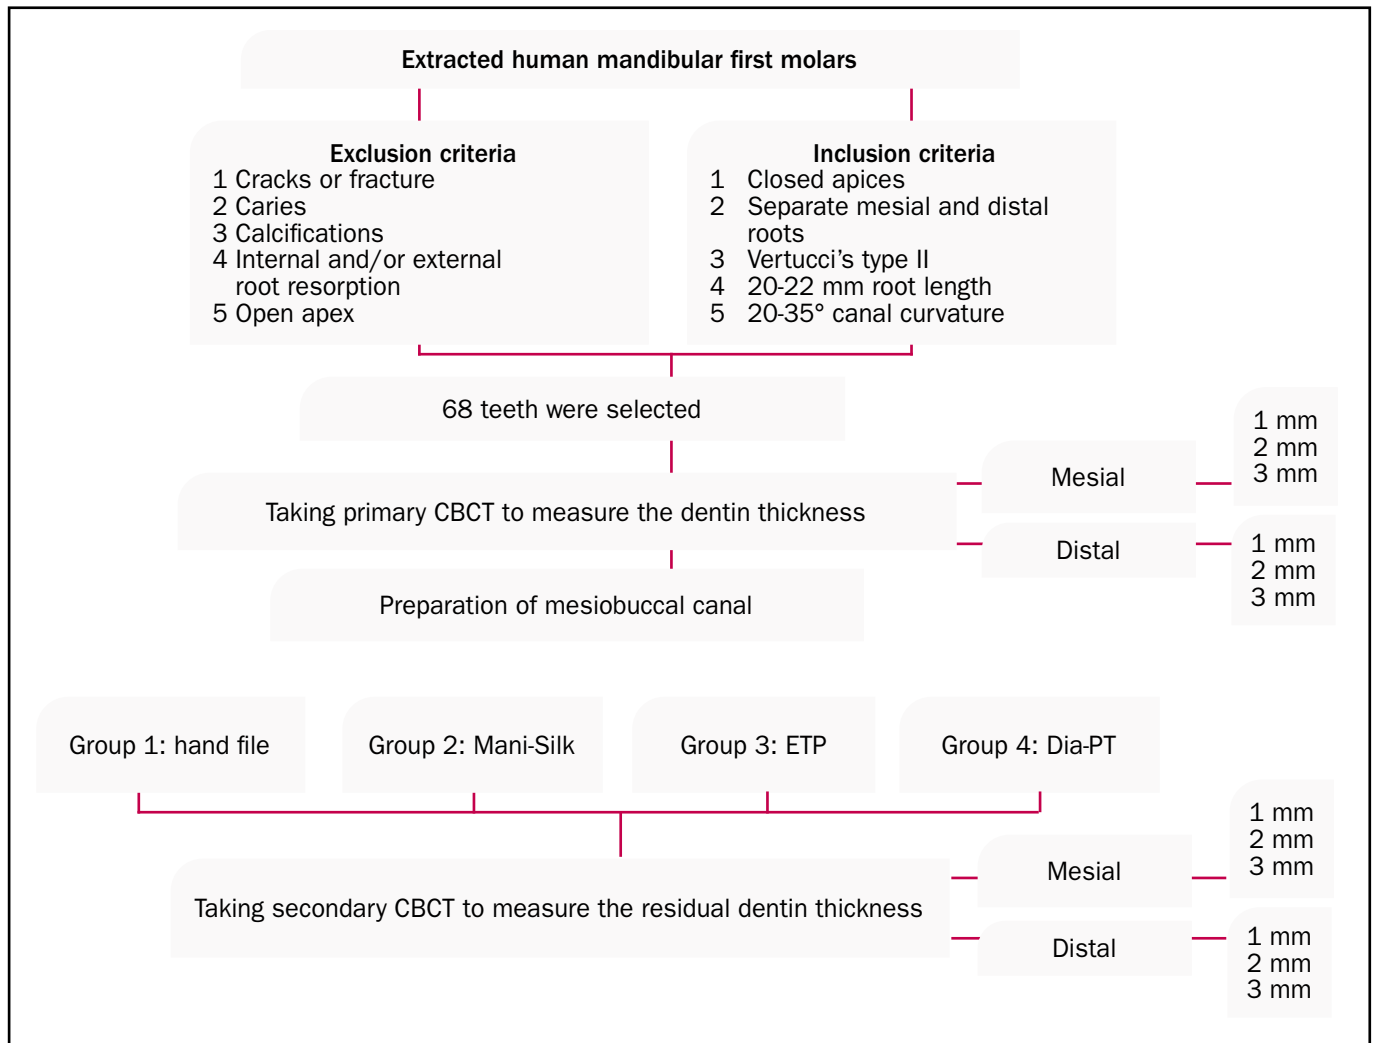 Extracted human mandibular first molars
Exclusion criteria
1 Cracks or fracture
2 Caries
3 Calcifications
4 Internal and/or external
root resorption
5 Open apex
Inclusion criteria
1 Closed apices
2 Separate mesial and distal
roots
3 Vertucci's type II
4 20-22 mm root length
5 20-35° canal curvature
68 teeth were selected
Taking primary CBCT to measure the dentin thickness
Mesial
1 mm
2 mm
3 mm
Distal
1 mm
2 mm
3 mm
Preparation of mesiobuccal canal
Group 1: hand file
Group 2: Mani-Silk
Group 3: ETP
Group 4: Dia-PT
Taking secondary CBCT to measure the residual dentin thickness
Mesial
1 mm
2 mm
3 mm
Distal
1 mm
2 mm
3 mm